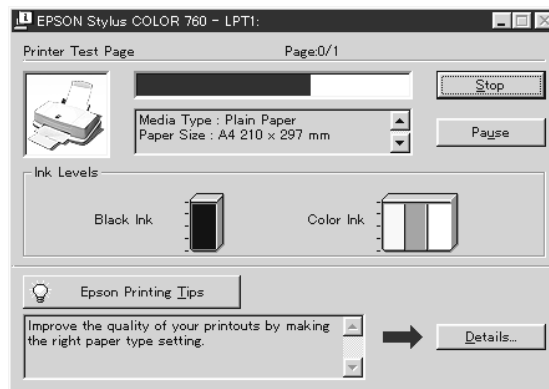 EPSON Stylus COLOR 760 - LPT1:
Printer Test Page Page:0/1
Stop
Media Type : Plain Paper
Paper Size : A4 210 × 297 mm
Pause
Ink Levels
Black Ink Color Ink
Epson Printing Tips
Improve the quality of your printouts by making
the right paper type setting.
Details...